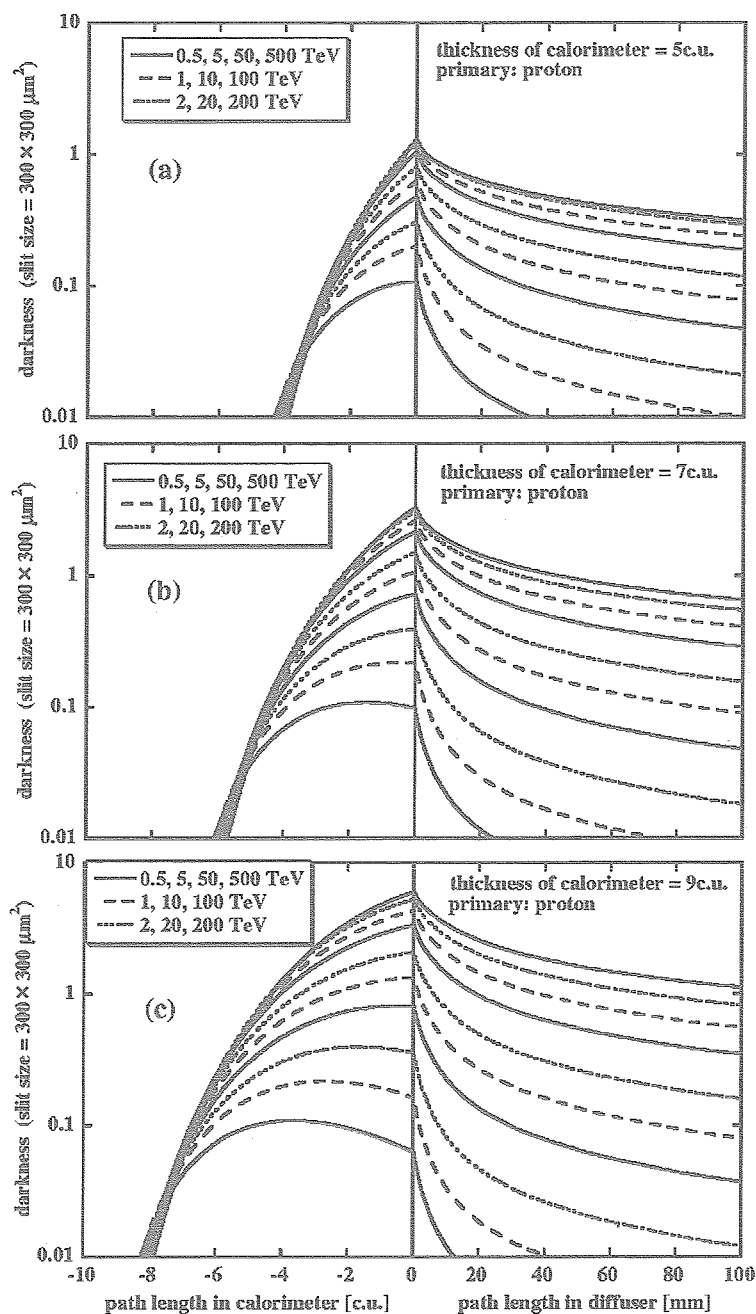 10
0.5, 5, 50, 500 TeV
1, 10, 100 TeV
2, 20, 200 TeV
thickness of calorimeter = 5c.u.
primary: proton
1
(a)
0.1
0.01
darkness (slit size = 300 × 300 μm²)
10
0.5, 5, 50, 500 TeV
1, 10, 100 TeV
2, 20, 200 TeV
thickness of calorimeter = 7c.u.
primary: proton
1
(b)
0.1
0.01
darkness (slit size = 300 × 300 μm²)
10
0.5, 5, 50, 500 TeV
1, 10, 100 TeV
2, 20, 200 TeV
thickness of calorimeter = 9c.u.
primary: proton
1
(c)
0.1
0.01
darkness (slit size = 300 × 300 μm²)
-10 -8 -6 -4 -2 0 20 40 60 80 100
path length in calorimeter [c.u.] path length in diffuser [mm]